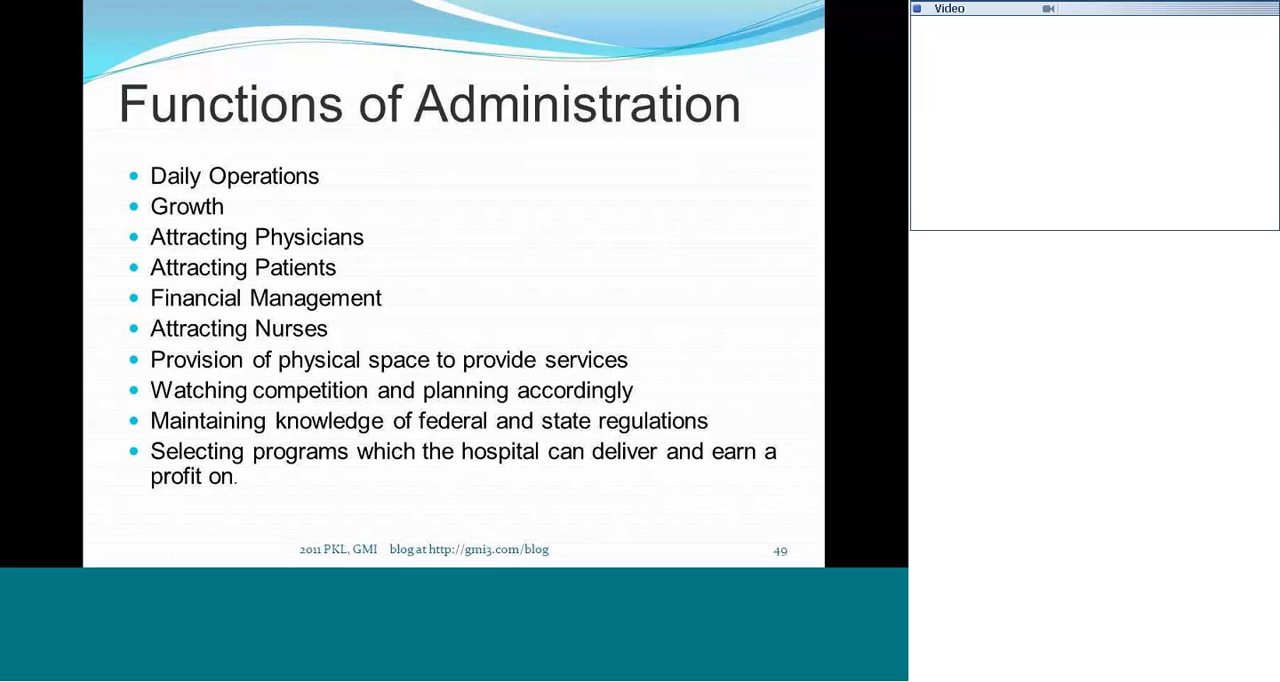 Video
Functions of Administration
Daily Operations
Growth
Attracting Physicians
Attracting Patients
Financial Management
Attracting Nurses
Provision of physical space to provide services
Watching competition and planning accordingly
Maintaining knowledge of federal and state regulations
Selecting programs which the hospital can deliver and earn a
profit on.
2011 PKL, GMI blog at http://gmi3.com/blog
49